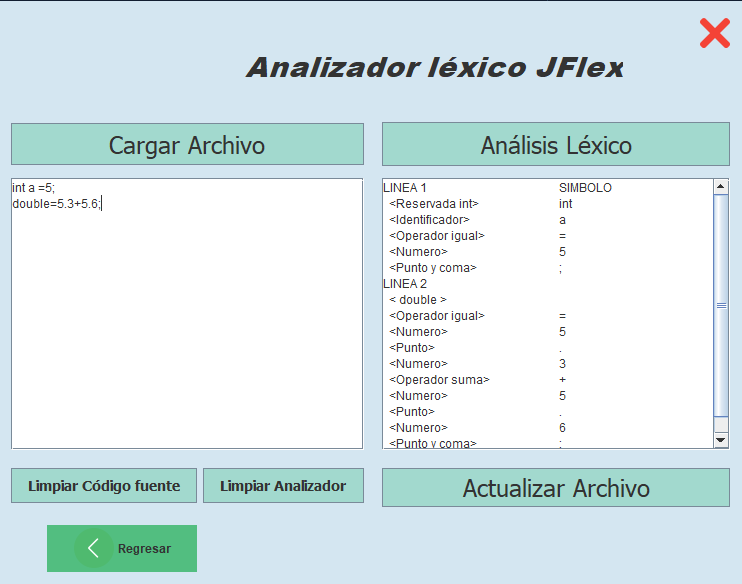 Analizador léxico JFlex
Cargar Archivo
Análisis Léxico
int a =5;
double=5.3+5.6;
LINEA 1 SIMBOLO
<Reservada int> int
<Identificador> a
<Operador igual> =
<Numero> 5
<Punto y coma> ;
LINEA 2
< double >
<Operador igual> =
<Numero> 5
<Punto> .
<Numero> 3
<Operador suma> +
<Numero> 5
<Punto> .
<Numero> 6
<Punto y coma> ;
Limpiar Código fuente
Limpiar Analizador
Actualizar Archivo
Regresar